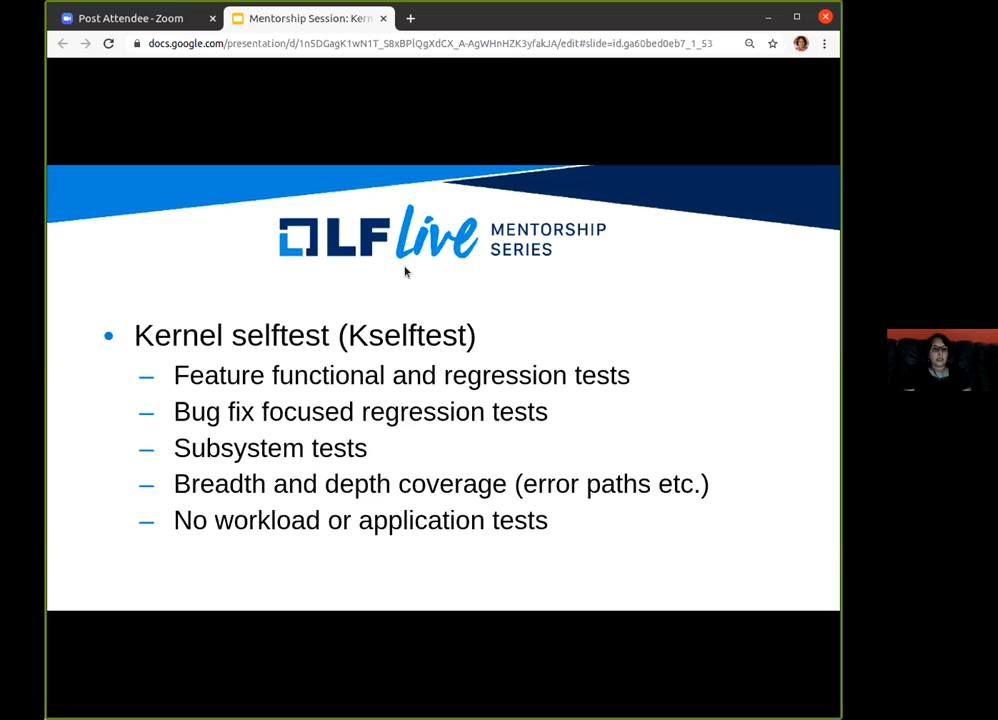 Post Attendee - Zoom
Mentorship Session: Kern
docs.google.com/presentation/d/1n5DGagK1wN1T_S8xBPlQgXdCX_A-AgWHnHZK3yfakJA/edit#slide=id.ga60bed0eb7_1_53
LF Live MENTORSHIP
SERIES
• Kernel selftest (Kselftest)
– Feature functional and regression tests
– Bug fix focused regression tests
– Subsystem tests
– Breadth and depth coverage (error paths etc.)
– No workload or application tests